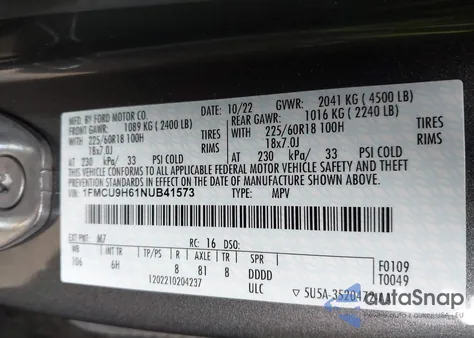 MFD. BY FORD MOTOR CO. 10/22 GVWR: 2041 KG ( 4500 LB)
FRONT GAWR: 1089 KG ( 2400 LB) REAR GAWR: 1016 KG ( 2240 LB)
WITH 225/60R18 100H TIRES WITH 225/60R18 100H TIRES
18x7.0J RIMS 18x7.0J RIMS
AT 230 kPa/ 33 PSI COLD AT 230 kPa/ 33 PSI COLD
THIS VEHICLE CONFORMS TO ALL APPLICABLE FEDERAL MOTOR VEHICLE SAFETY
AND THEFT PREVENTION STANDARDS IN EFFECT ON THE DATE OF MANUFACTURE SHOWN ABOVE.
VIN: 1FMCU9H61NUB41573 TYPE: MPV
EXT PNT: M7 RC: 16 DSO:
WB INT TR TP/PS R AXLE TR SPR
106 6H 8 81 8 DDDD
1202210204237 ULC
F0109
T0049
5U5A-3520472
autoSnap